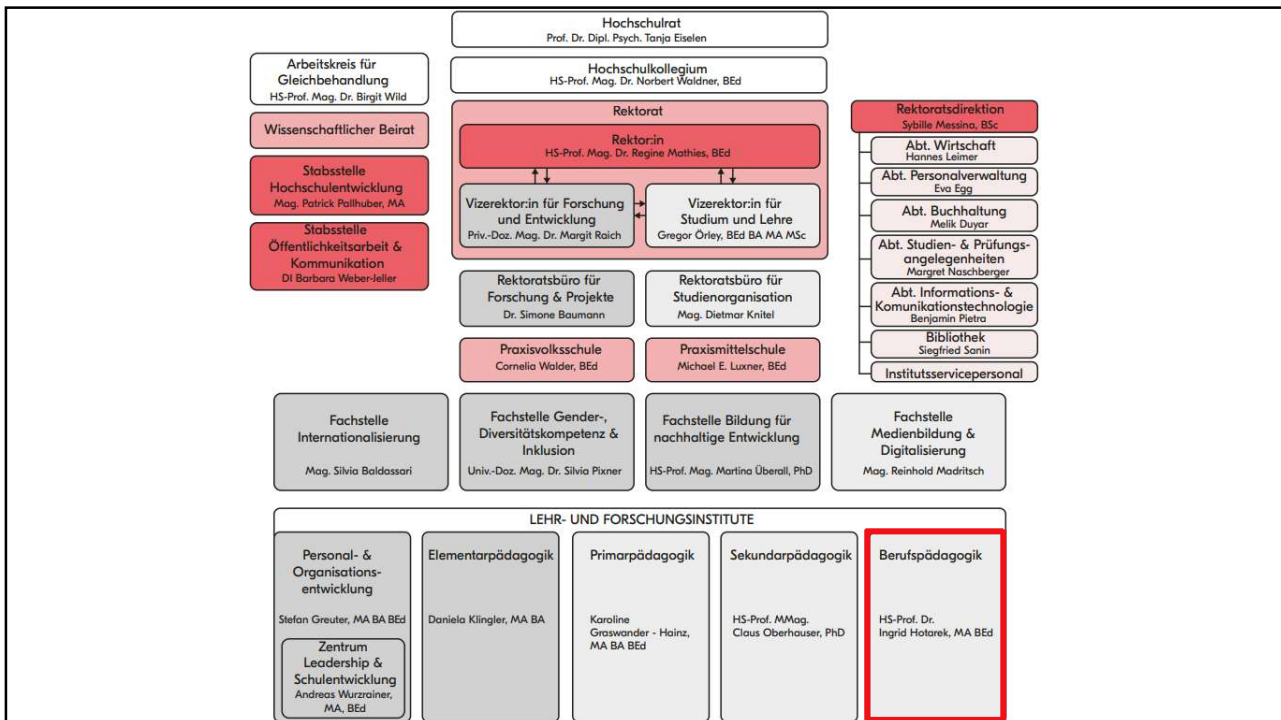 Hochschulrat
Prof. Dr. Dipl. Psych. Tanja Eiselen
Arbeitskreis für
Gleichbehandlung
HS-Prof. Mag. Dr. Birgit Wild
Hochschulkollegium
HS-Prof. Mag. Dr. Norbert Waldner, BEd
Wissenschaftlicher Beirat
Stabsstelle
Hochschulentwicklung
Mag. Patrick Pallhuber, MA
Stabsstelle
Öffentlichkeitsarbeit &
Kommunikation
DI Barbara Weber-Jeller
Rektorat
Rektor:in
HS-Prof. Mag. Dr. Regine Mathies, BEd
Vizerektor:in für Forschung
und Entwicklung
Priv.-Doz. Mag. Dr. Margit Raich
Vizerektor:in für
Studium und Lehre
Gregor Örley, BEd BA MA MSc
Rektoratsdirektion
Sybille Messina, BSc
Abt. Wirtschaft
Hannes Leimer
Abt. Personalverwaltung
Eva Egg
Abt. Buchhaltung
Melik Duyar
Abt. Studien- & Prüfungs-
angelegenheiten
Margret Naschberger
Abt. Informations- &
Komunikationstechnologie
Benjamin Pietra
Bibliothek
Siegfried Sanin
Institutsservicepersonal
Rektoratsbüro für
Forschung & Projekte
Dr. Simone Baumann
Rektoratsbüro für
Studienorganisation
Mag. Dietmar Knitel
Praxisvolksschule
Cornelia Walder, BEd
Praxismittelschule
Michael E. Luxner, BEd
Fachstelle
Internationalisierung
Mag. Silvia Baldassari
Fachstelle Gender-,
Diversitätskompetenz &
Inklusion
Univ.-Doz. Mag. Dr. Silvia Pixner
Fachstelle Bildung für
nachhaltige Entwicklung
HS-Prof. Mag. Martina Überall, PhD
Fachstelle
Medienbildung &
Digitalisierung
Mag. Reinhold Madritsch
LEHR- UND FORSCHUNGSINSTITUTE
Personal- &
Organisations-
entwicklung
Stefan Greuter, MA BA BEd
Zentrum
Leadership &
Schulentwicklung
Andreas Wurzrainer,
MA, BEd
Elementarpädagogik
Daniela Klingler, MA BA
Primarpädagogik
Karoline
Graswander - Hainz,
MA BA BEd
Sekundarpädagogik
HS-Prof. MMag.
Claus Oberhauser, PhD
Berufspädagogik
HS-Prof. Dr.
Ingrid Hotarek, MA BEd